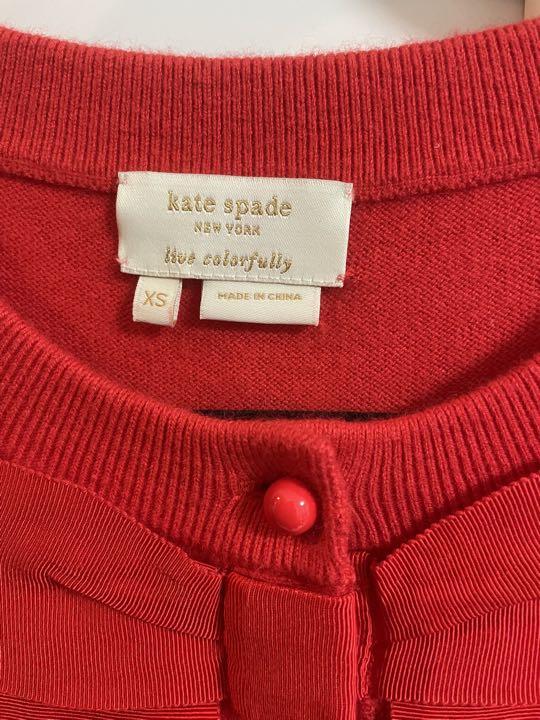 kate spade
NEW YORK
live colorfully
XS
MADE IN CHINA